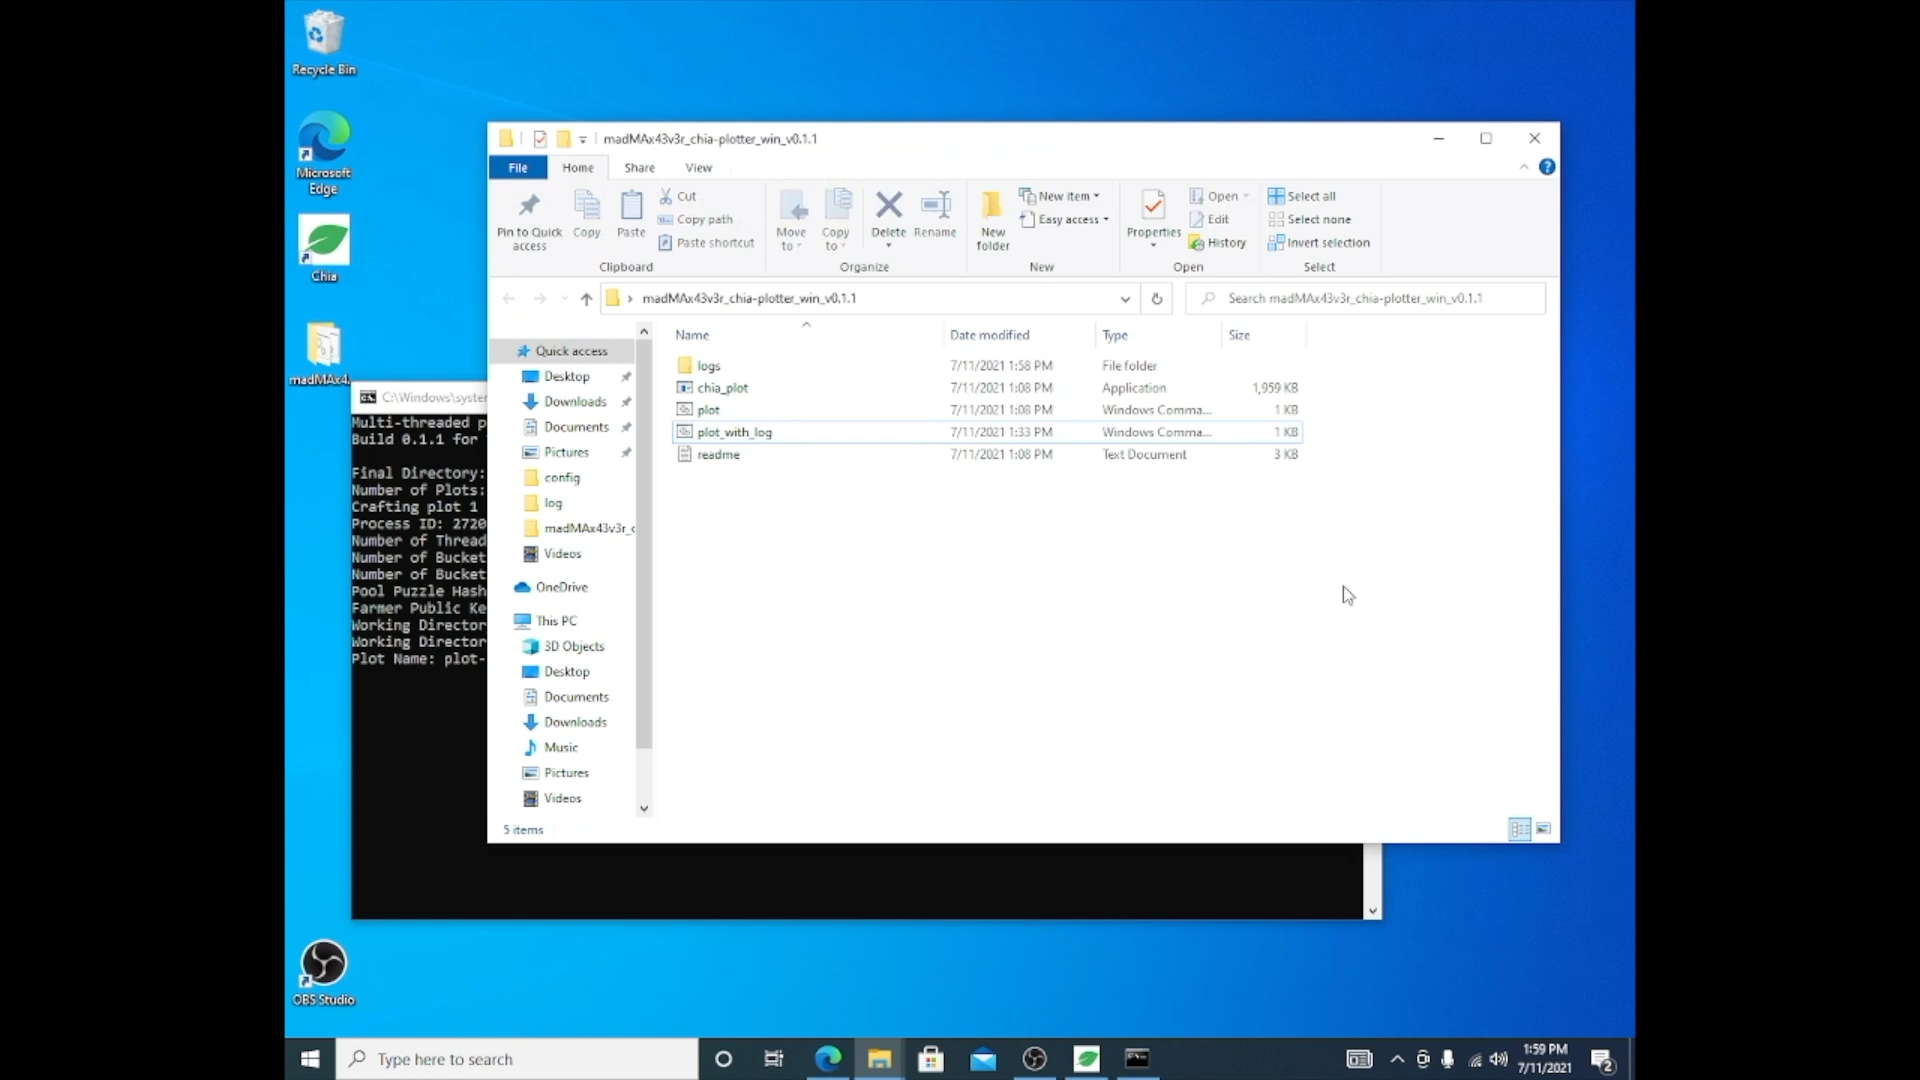 Recycle Bin
Microsoft
Edge
Chia
madMAx4
OBS Studio
madMAx43v3r_chia-plotter_win_v0.1.1
File Home Share View
Pin to Quick
access
Copy
Paste
Cut
Copy path
Paste shortcut
Clipboard
Move
to
Copy
to
Delete
Rename
Organize
New
folder
New item
Easy access
New
Properties
Open
Edit
History
Open
Select all
Select none
Invert selection
Select
madMAx43v3r_chia-plotter_win_v0.1.1
Search madMAx43v3r_chia-plotter_win_v0.1.1
Name Date modified Type Size
logs 7/11/2021 1:58 PM File folder
chia_plot 7/11/2021 1:08 PM Application 1,959 KB
plot 7/11/2021 1:08 PM Windows Comma... 1 KB
plot_with_log 7/11/2021 1:33 PM Windows Comma... 1 KB
readme 7/11/2021 1:08 PM Text Document 3 KB
Quick access
Desktop
Downloads
Documents
Pictures
config
log
madMAx43v3r_c
Videos
OneDrive
This PC
3D Objects
Desktop
Documents
Downloads
Music
Pictures
Videos
5 items
C:\Windows\system
Multi-threaded p
Build 0.1.1 for
Final Directory:
Number of Plots:
Crafting plot 1
Process ID: 2720
Number of Thread
Number of Bucket
Number of Bucket
Pool Puzzle Hash
Farmer Public Ke
Working Director
Working Director
Plot Name: plot-
Type here to search
1:59 PM
7/11/2021
2